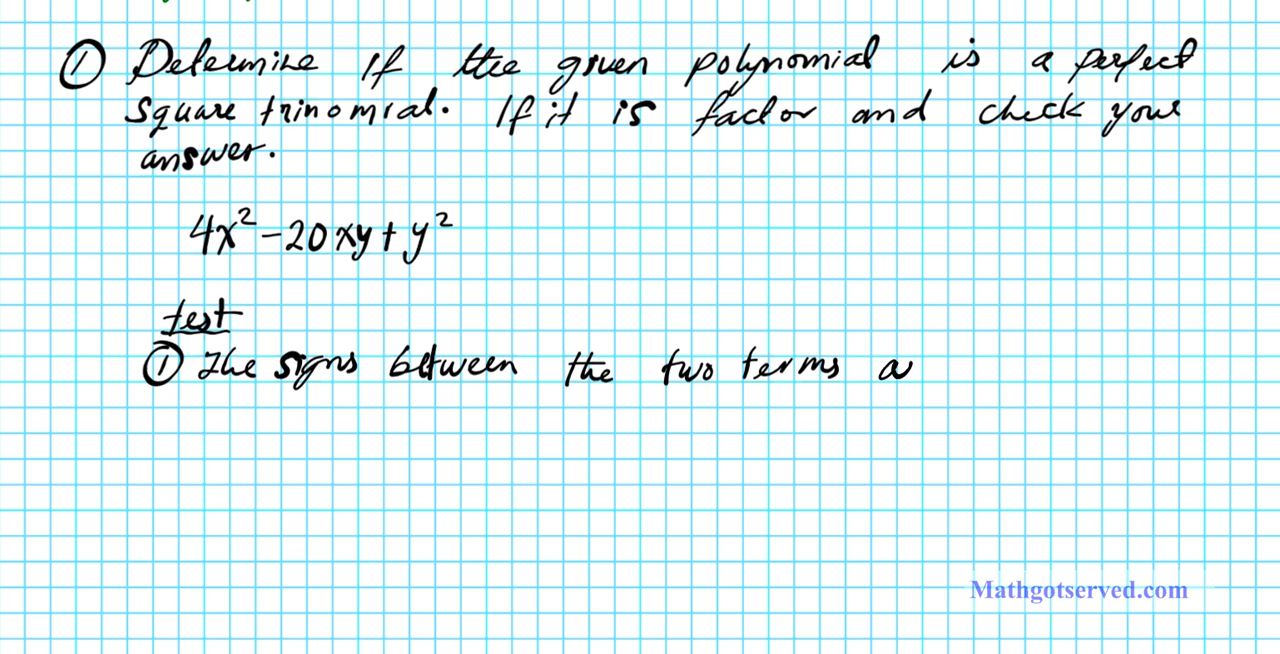 ① Determine if the given polynomial is a perfect
square trinomial. If it is factor and check your
answer.
4x² - 20xy + y²
test
① The signs between the two terms a
Mathgotserved.com